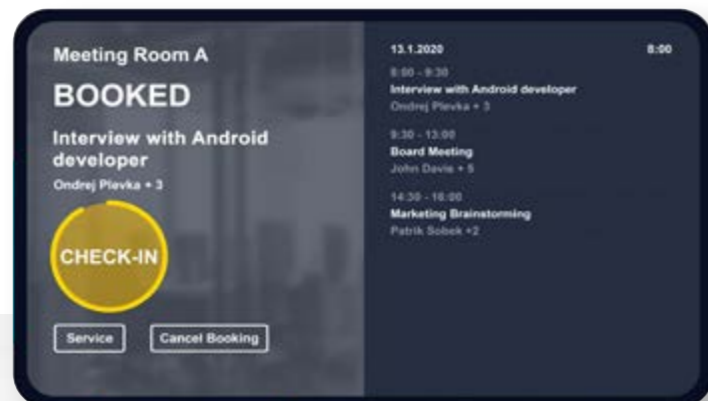 Meeting Room A
BOOKED
Interview with Android
developer
Ondrej Plevka + 3
CHECK-IN
Service
Cancel Booking
13.1.2020 8:00
8:00 - 9:30
Interview with Android developer
Ondrej Plevka + 3
9:30 - 13:00
Board Meeting
John Davis + 5
14:30 - 16:00
Marketing Brainstorming
Patrik Sobek +2